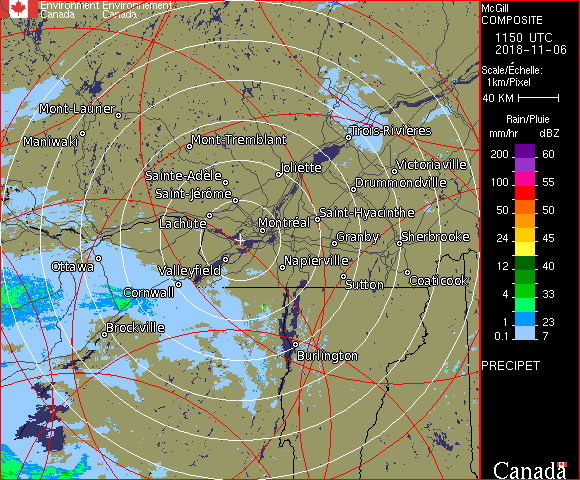 Environment Environnement
Canada Canada
McGill
COMPOSITE
1150 UTC
2018-11-06
Scale/Échelle:
1km/Pixel
40 KM
Rain/Pluie
mm/hr dBZ
200 60
150 55
100 55
50 50
24 45
12 40
4 33
1 23
0.1 7
PRECIPET
Canada
Mont-Laurier
Maniwaki
Mont-Tremblant
Trois-Rivières
Sainte-Adèle
Joliette
Victoriaville
Saint-Jérôme
Drummondville
Lachute
Montréal
Saint-Hyacinthe
Granby
Sherbrooke
Ottawa
Valleyfield
Napierville
Cornwall
Sutton
Coaticook
Brockville
Burlington